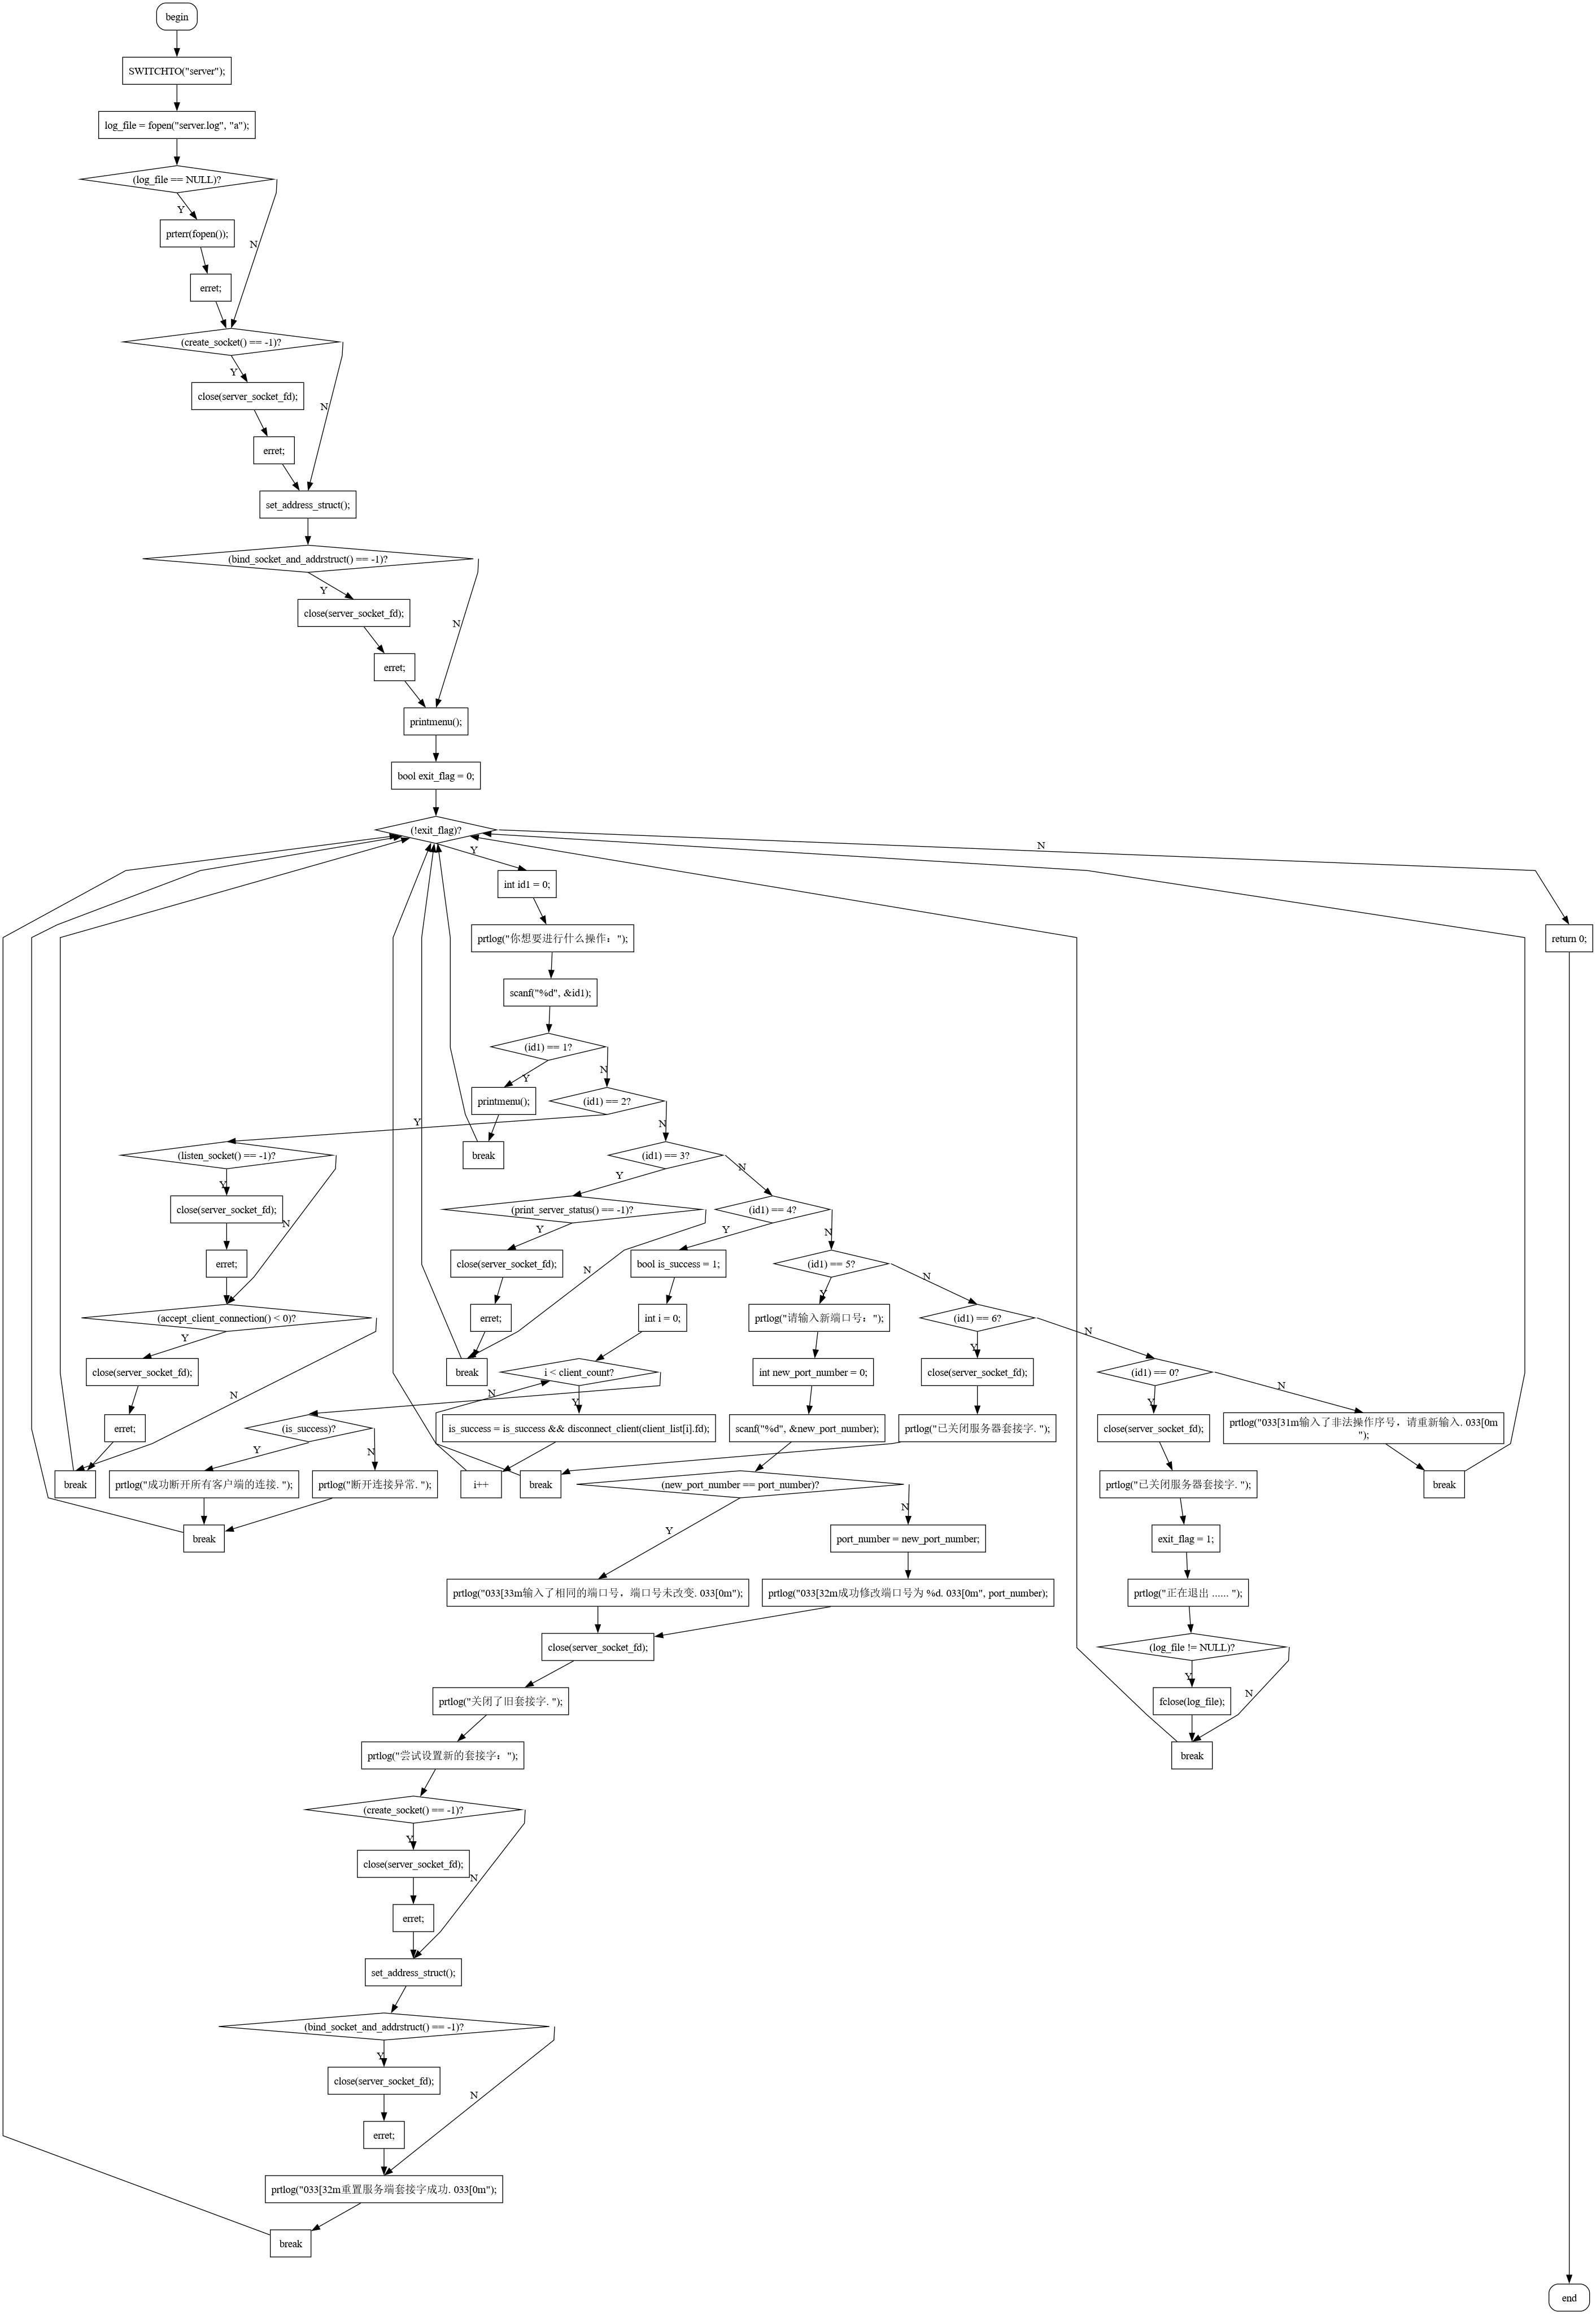 begin
SWITCHTO("server");
log_file = fopen("server.log", "a");
(log_file == NULL)?
Y
prterr(fopen());
N
erret;
(create_socket() == -1)?
Y
close(server_socket_fd);
N
erret;
set_address_struct();
(bind_socket_and_addrstruct() == -1)?
Y
close(server_socket_fd);
N
erret;
printmenu();
bool exit_flag = 0;
(!exit_flag)?
N
Y
int id1 = 0;
prtlog("你想要进行什么操作：");
return 0;
scanf("%d", &id1);
(id1) == 1?
Y
N
printmenu();
(id1) == 2?
Y
N
break
(listen_socket() == -1)?
(id1) == 3?
Y
N
Y
N
close(server_socket_fd);
(print_server_status() == -1)?
(id1) == 4?
N
Y
Y
N
erret;
close(server_socket_fd);
bool is_success = 1;
(id1) == 5?
N
Y
N
(accept_client_connection() < 0)?
erret;
int i = 0;
prtlog("请输入新端口号：");
(id1) == 6?
Y
Y
N
close(server_socket_fd);
break
i < client_count?
int new_port_number = 0;
close(server_socket_fd);
(id1) == 0?
N
N
Y
Y
N
erret;
(is_success)?
is_success = is_success && disconnect_client(client_list[i].fd);
scanf("%d", &new_port_number);
prtlog("已关闭服务器套接字. ");
close(server_socket_fd);
prtlog("033[31m输入了非法操作序号，请重新输入. 033[0m
");
Y
N
break
prtlog("成功断开所有客户端的连接. ");
prtlog("断开连接异常. ");
i++
break
(new_port_number == port_number)?
prtlog("已关闭服务器套接字. ");
break
Y
N
break
port_number = new_port_number;
exit_flag = 1;
prtlog("033[33m输入了相同的端口号，端口号未改变. 033[0m");
prtlog("033[32m成功修改端口号为 %d. 033[0m", port_number);
prtlog("正在退出 ...... ");
close(server_socket_fd);
(log_file != NULL)?
Y
N
prtlog("关闭了旧套接字. ");
fclose(log_file);
prtlog("尝试设置新的套接字：");
break
(create_socket() == -1)?
Y
close(server_socket_fd);
N
erret;
set_address_struct();
(bind_socket_and_addrstruct() == -1)?
Y
close(server_socket_fd);
N
erret;
prtlog("033[32m重置服务端套接字成功. 033[0m");
break
end